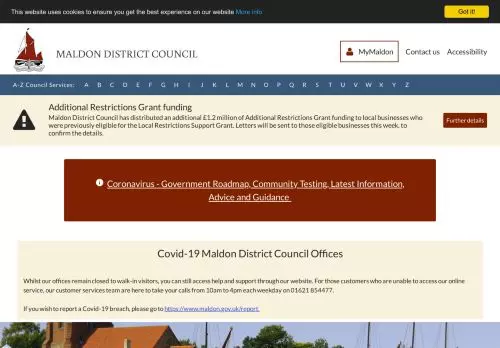 This website uses cookies to ensure you get the best experience on our website More info
Got it!
MALDON DISTRICT COUNCIL
MyMaldon
Contact us
Accessibility
A-Z Council Services: A B C D E F G H I J K L M N O P Q R S T U V W X Y Z
Additional Restrictions Grant funding
Maldon District Council has distributed an additional £1.2 million of Additional Restrictions Grant funding to local businesses who
were previously eligible for the Local Restrictions Support Grant. Letters will be sent to those eligible businesses this week, to
confirm the details.
Further details
Coronavirus - Government Roadmap, Community Testing, Latest Information,
Advice and Guidance
Covid-19 Maldon District Council Offices
Whilst our offices remain closed to walk-in visitors, you can still access help and support through our website. For those customers who are unable to access our online
service, our customer services team are here to take your calls from 10am to 4pm each weekday on 01621 854477.
If you wish to report a Covid-19 breach, please go to https://www.maldon.gov.uk/report.